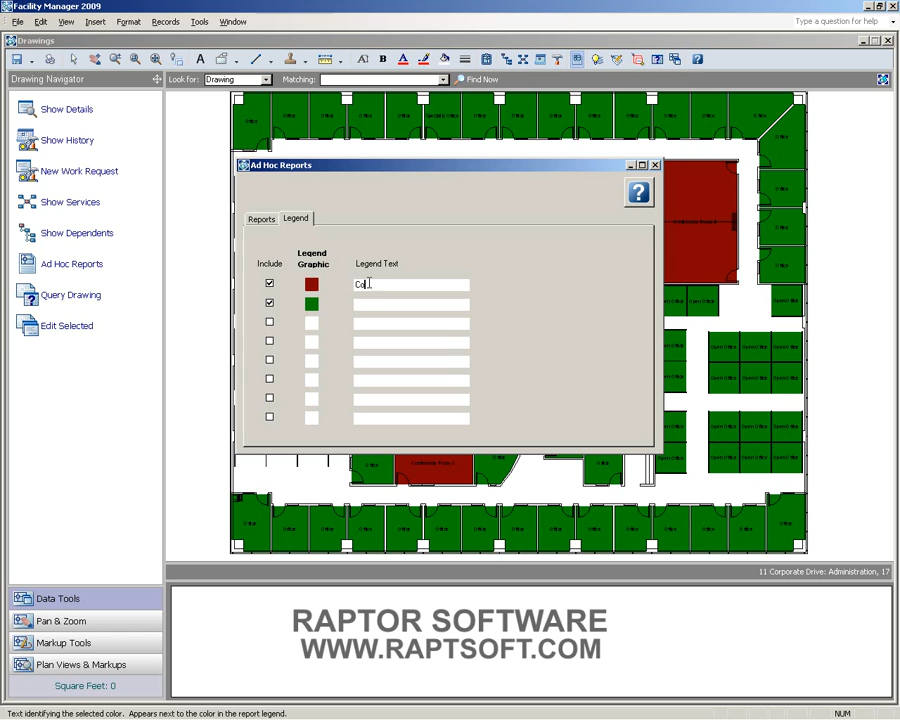 Facility Manager 2009
File Edit View Insert Format Records Tools Window
Type a question for help
Drawings
Drawing Navigator
Look for: Drawing Matching: Find Now
Show Details
Show History
New Work Request
Show Services
Show Dependents
Ad Hoc Reports
Query Drawing
Edit Selected
Ad Hoc Reports
?
Reports Legend
Include Legend Graphic Legend Text
Col
Office
Open Office
11 Corporate Drive: Administration, 17
Data Tools
Pan & Zoom
Markup Tools
Plan Views & Markups
Square Feet: 0
RAPTOR SOFTWARE
WWW.RAPTSOFT.COM
Text identifying the selected color. Appears next to the color in the report legend.
NUM